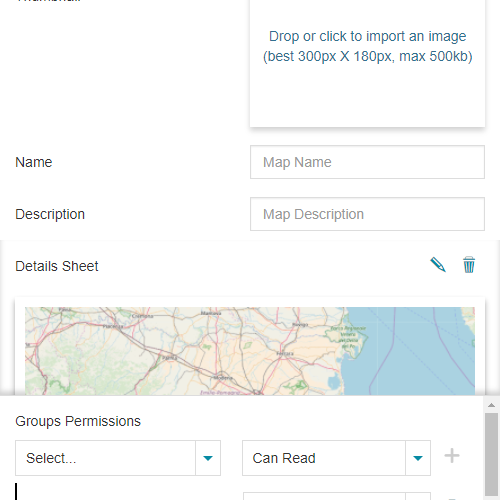 Drop or click to import an image
(best 300px X 180px, max 500kb)
Name
Map Name
Description
Map Description
Details Sheet
Groups Permissions
Select...
Can Read